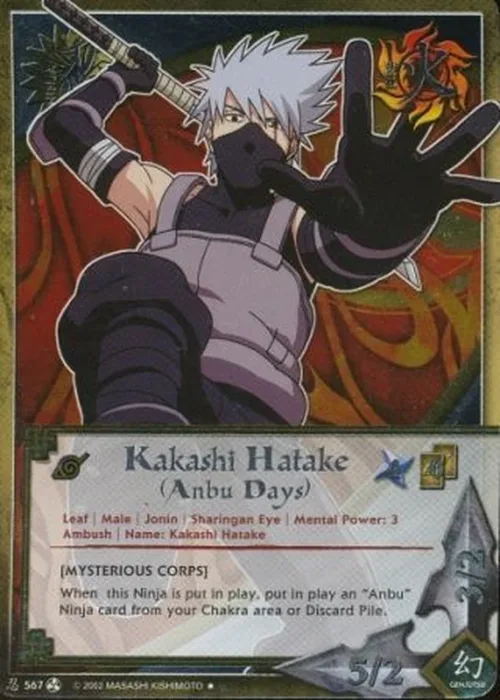 火
Kakashi Hatake
(Anbu Days)
Leaf | Male | Jonin | Sharingan Eye | Mental Power: 3
Ambush | Name: Kakashi Hatake
[MYSTERIOUS CORPS]
When this Ninja is put in play, put in play an "Anbu"
Ninja card from your Chakra area or Discard Pile.
3/2
5/2
幻
GENJUTSU
567
© 2002 MASASHI KISHIMOTO ★